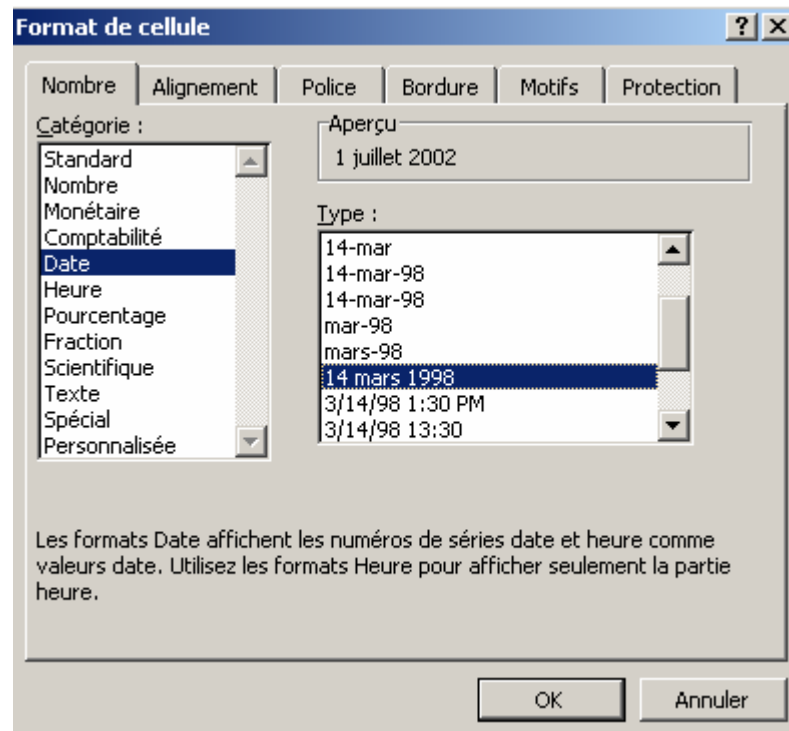 Format de cellule
Nombre Alignement Police Bordure Motifs Protection
Catégorie :
Standard
Nombre
Monétaire
Comptabilité
Date
Heure
Pourcentage
Fraction
Scientifique
Texte
Spécial
Personnalisée
Aperçu
1 juillet 2002
Type :
14-mar
14-mar-98
14-mar-98
mar-98
mars-98
14 mars 1998
3/14/98 1:30 PM
3/14/98 13:30
Les formats Date affichent les numéros de séries date et heure comme
valeurs date. Utilisez les formats Heure pour afficher seulement la partie
heure.
OK Annuler